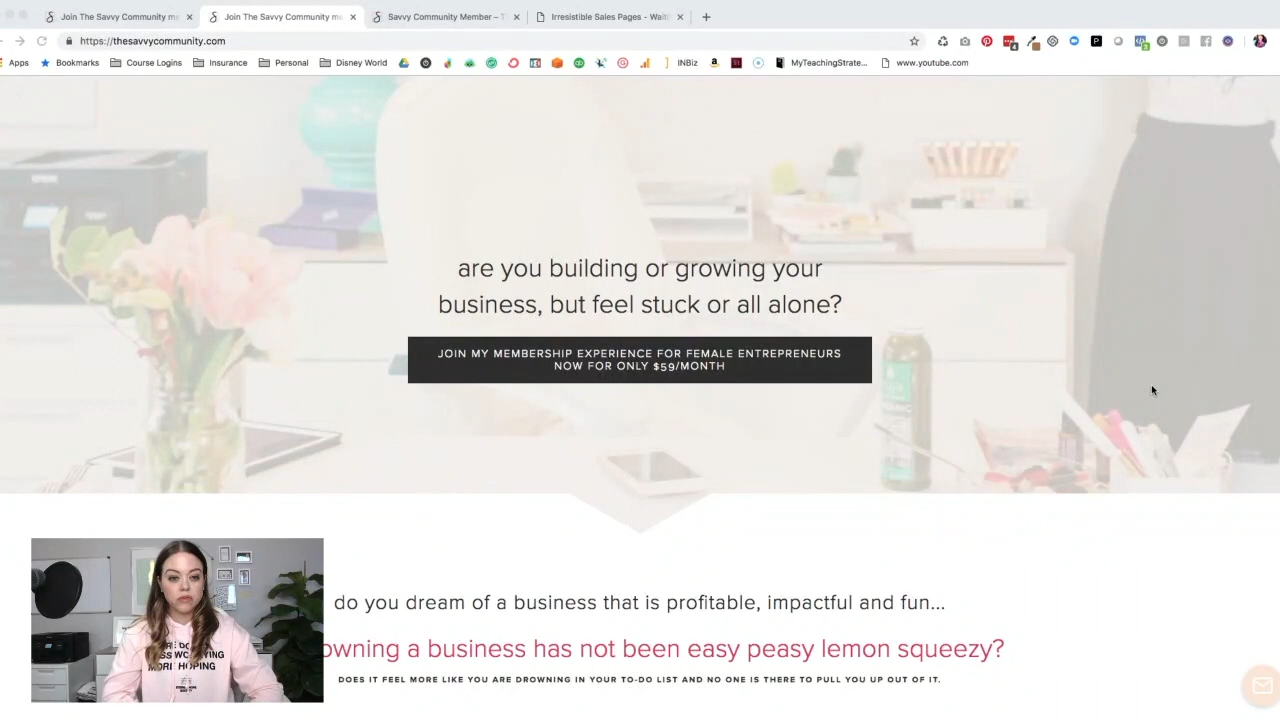 Join The Savvy Community me
Join The Savvy Community me
Savvy Community Member – T
Irresistible Sales Pages - Waitl
https://thesavvycommunity.com
Apps
Bookmarks
Course Logins
Insurance
Personal
Disney World
INBiz
MyTeachingStrate...
www.youtube.com
are you building or growing your
business, but feel stuck or all alone?
JOIN MY MEMBERSHIP EXPERIENCE FOR FEMALE ENTREPRENEURS
NOW FOR ONLY $59/MONTH
do you dream of a business that is profitable, impactful and fun...
owning a business has not been easy peasy lemon squeezy?
DOES IT FEEL MORE LIKE YOU ARE DROWNING IN YOUR TO-DO LIST AND NO ONE IS THERE TO PULL YOU UP OUT OF IT.
MORE HOPING